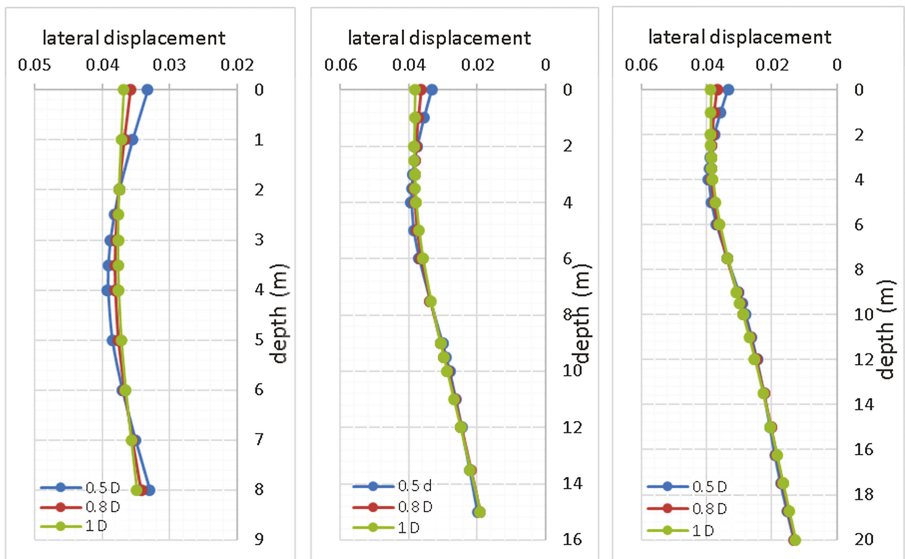 lateral displacement
0.05 0.04 0.03 0.02
0
1
2
3
4
5
6
7
8
9
depth (m)
0.5 D
0.8 D
1 D
lateral displacement
0.06 0.04 0.02 0
0
2
4
6
8
10
12
14
16
depth (m)
0.5 d
0.8 D
1 D
lateral displacement
0.06 0.04 0.02 0
0
2
4
6
8
10
12
14
16
18
20
depth (m)
0.5 D
0.8 D
1 D